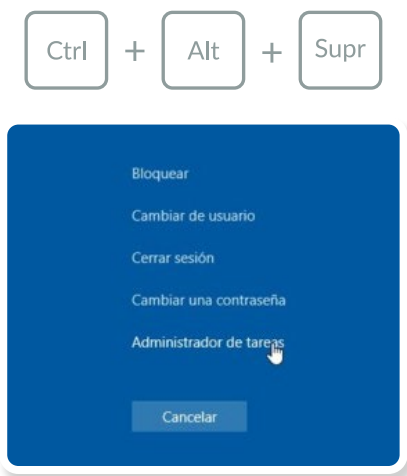 Ctrl + Alt + Supr
Bloquear
Cambiar de usuario
Cerrar sesión
Cambiar una contraseña
Administrador de tareas
Cancelar